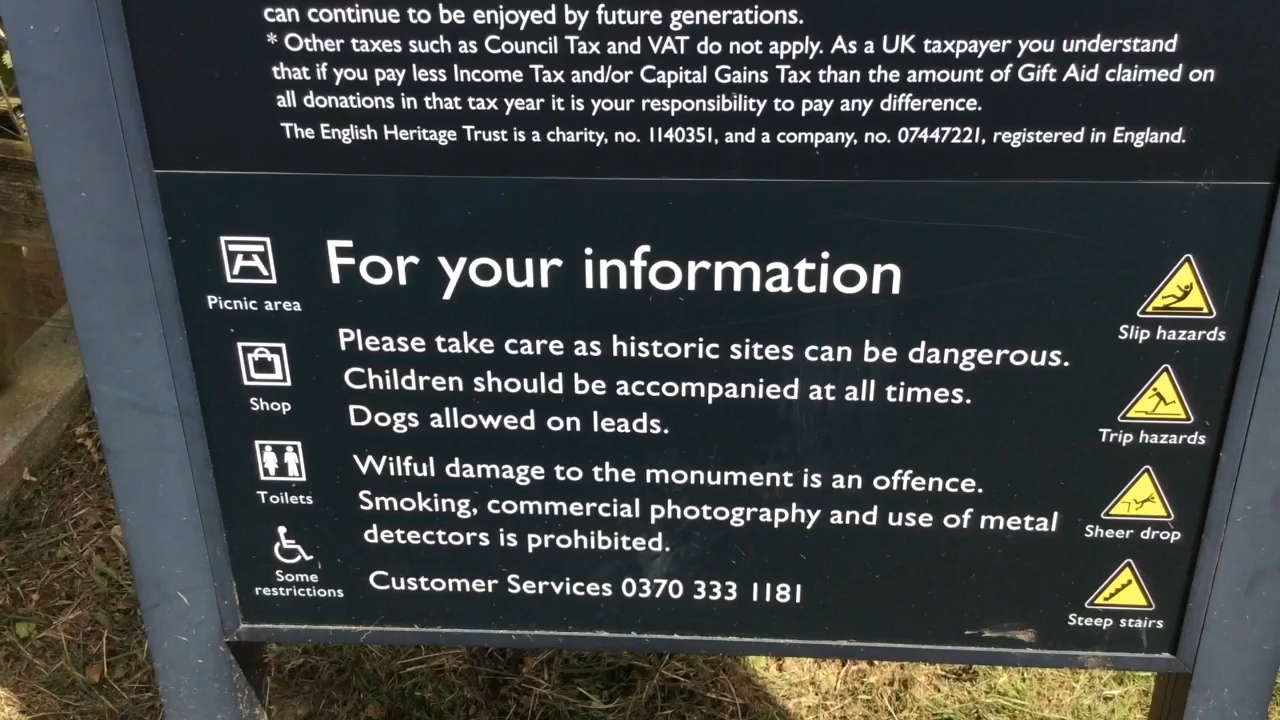 can continue to be enjoyed by future generations.
* Other taxes such as Council Tax and VAT do not apply. As a UK taxpayer you understand
that if you pay less Income Tax and/or Capital Gains Tax than the amount of Gift Aid claimed on
all donations in that tax year it is your responsibility to pay any difference.
The English Heritage Trust is a charity, no. 1140351, and a company, no. 07447221, registered in England.
For your information
Picnic area
Shop
Toilets
Some
restrictions
Please take care as historic sites can be dangerous.
Children should be accompanied at all times.
Dogs allowed on leads.
Wilful damage to the monument is an offence.
Smoking, commercial photography and use of metal
detectors is prohibited.
Customer Services 0370 333 1181
Slip hazards
Trip hazards
Sheer drop
Steep stairs